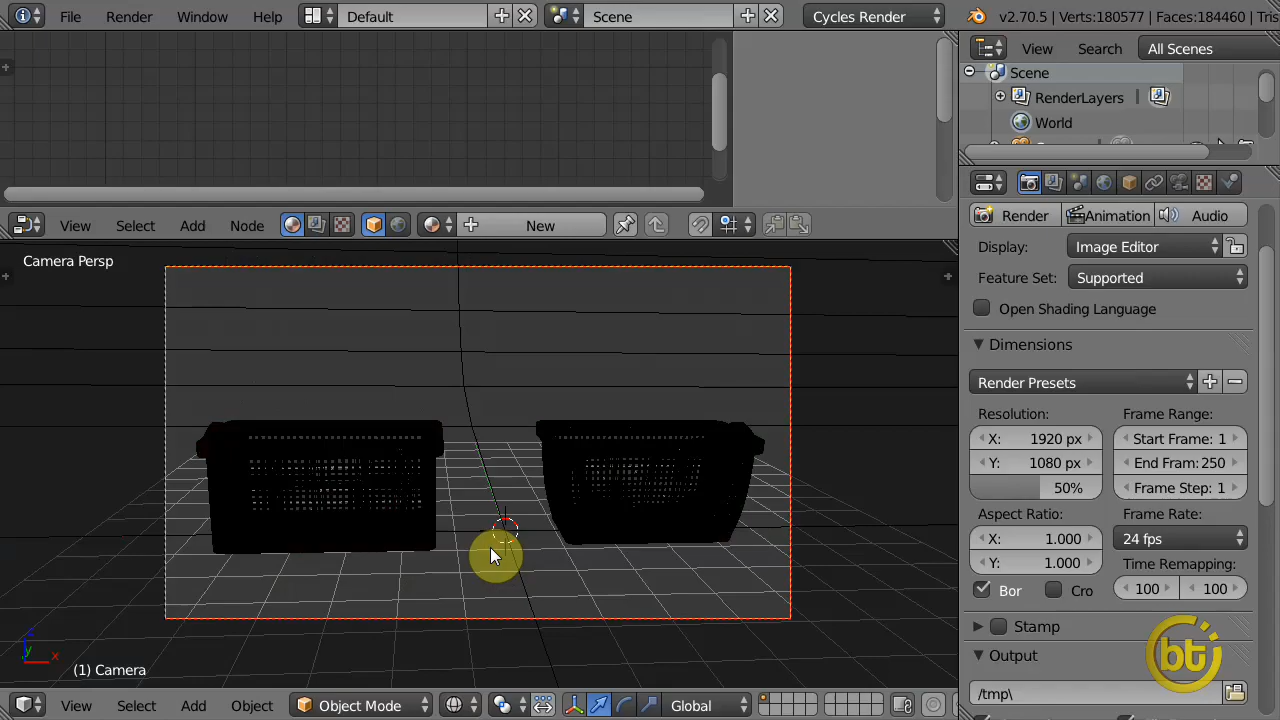 File Render Window Help Default Scene Cycles Render v2.70.5 | Verts:180577 | Faces:184460 | Tris
View Search All Scenes
Scene
RenderLayers
World
View Select Add Node New
Render Animation Audio
Display: Image Editor
Feature Set: Supported
Open Shading Language
Dimensions
Render Presets
Resolution: Frame Range:
X: 1920 px Start Frame: 1
Y: 1080 px End Fram: 250
50% Frame Step: 1
Aspect Ratio: Frame Rate:
X: 1.000 24 fps
Y: 1.000 Time Remapping:
Bor Cro 100 100
Stamp
Output
/tmp\
Camera Persp
z
y x
(1) Camera
bt
View Select Add Object Object Mode Global